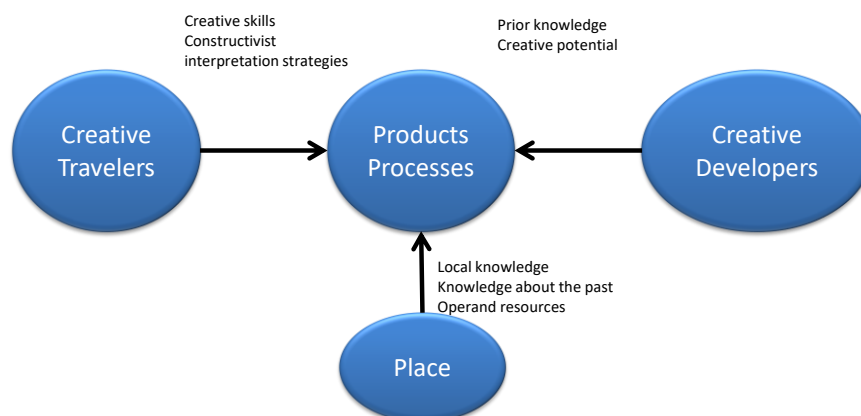 Creative skills
Constructivist
interpretation strategies
Prior knowledge
Creative potential
Creative
Travelers
Products
Processes
Creative
Developers
Local knowledge
Knowledge about the past
Operand resources
Place